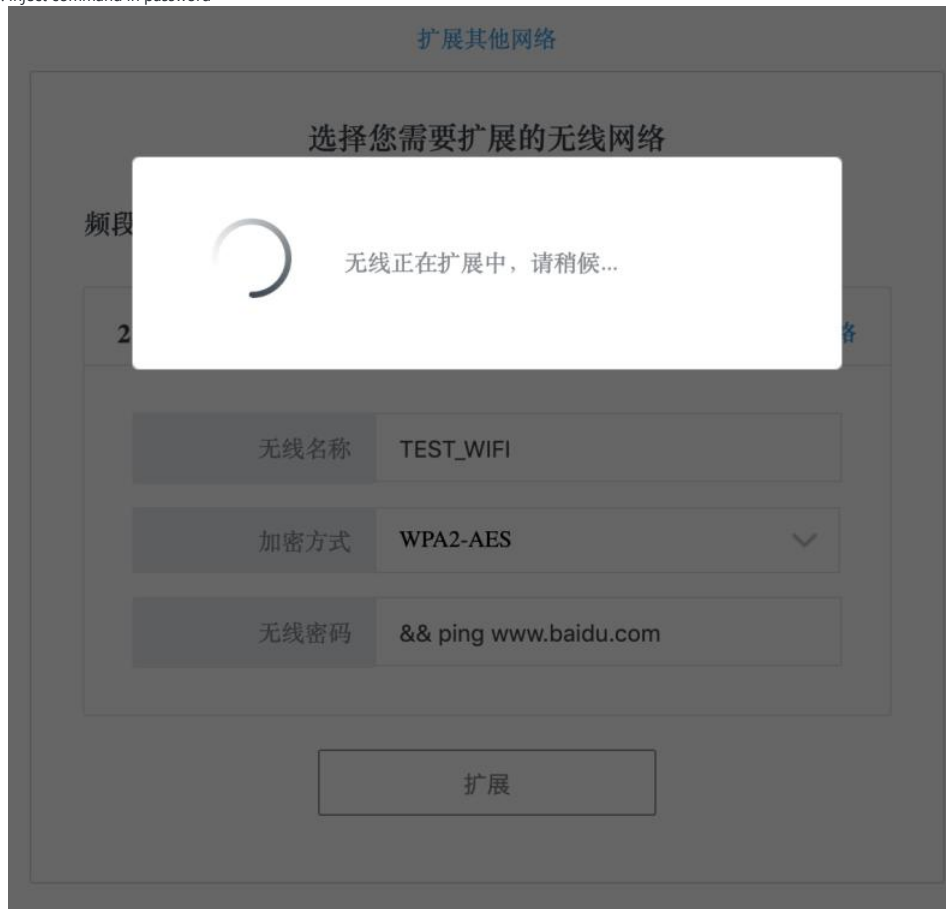 inject command in password
扩展其他网络
选择您需要扩展的无线网络
频段
无线正在扩展中，请稍候...
2
络
无线名称 TEST_WIFI
加密方式 WPA2-AES
无线密码 && ping www.baidu.com
扩展